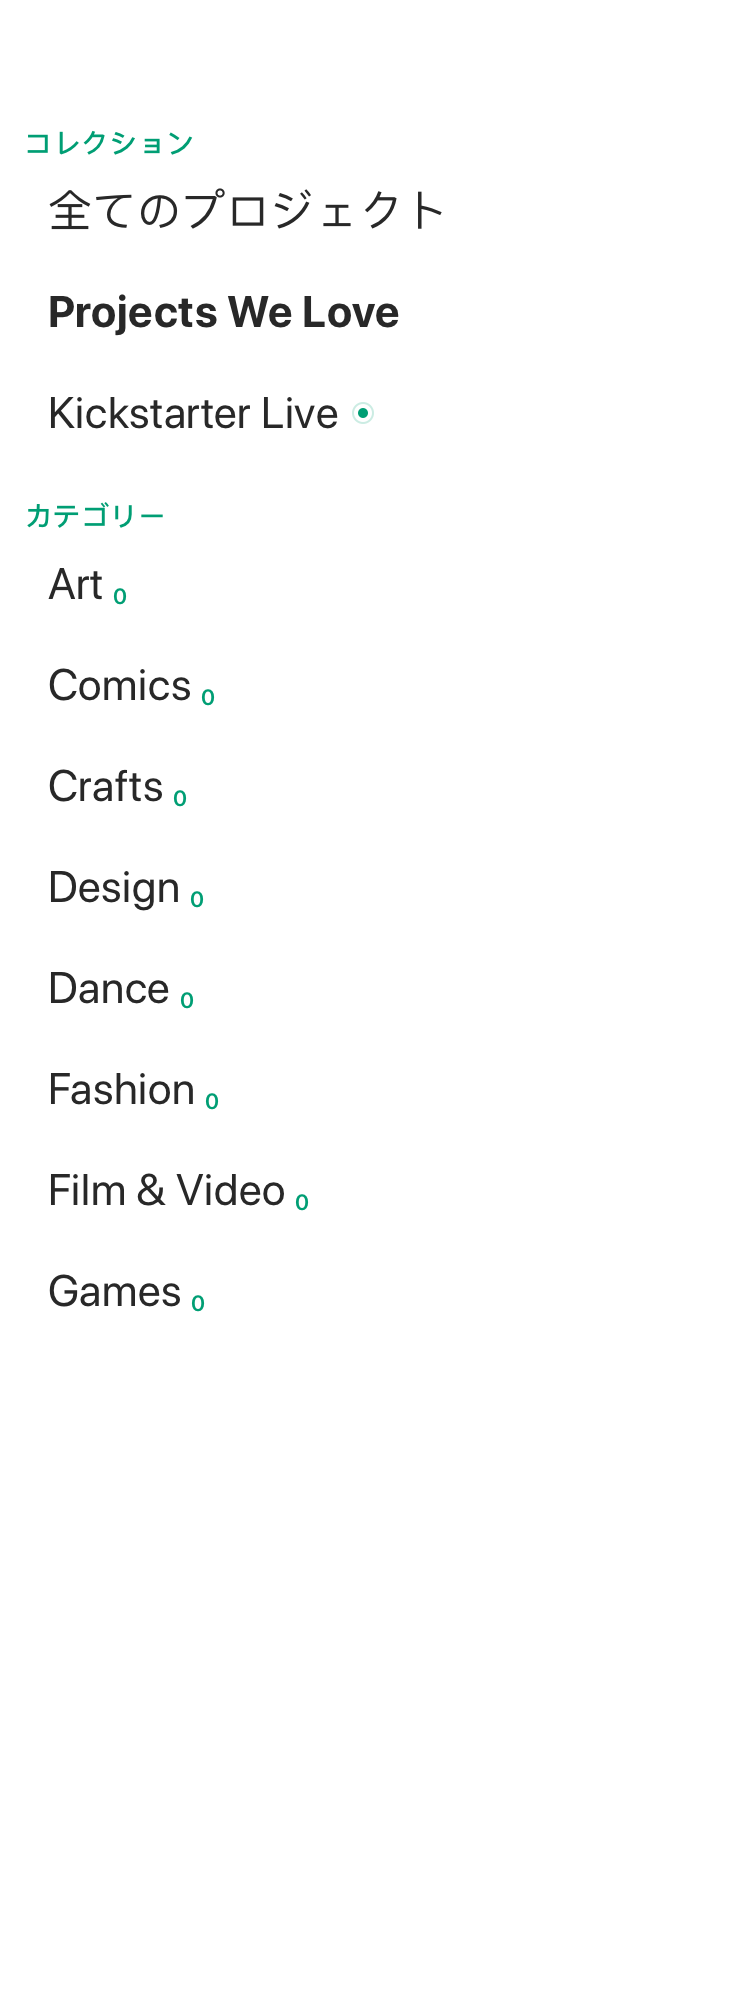 コレクション
全てのプロジェクト
Projects We Love
Kickstarter Live
カテゴリー
Art 0
Comics 0
Crafts 0
Design 0
Dance 0
Fashion 0
Film & Video 0
Games 0